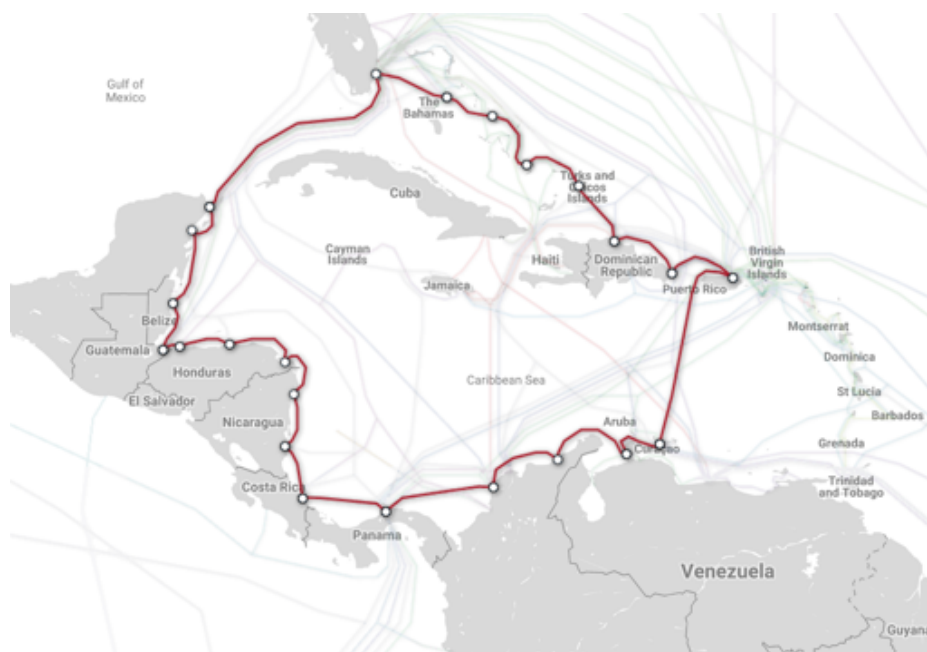 Gulf of
Mexico
The
Bahamas
Cuba
Turks and
Caicos
Islands
Cayman
Islands
Jamaica
Haiti
Dominican
Republic
Puerto Rico
British
Virgin
Islands
Montserrat
Dominica
St Lucia
Barbados
Grenada
Trinidad
and Tobago
Belize
Guatemala
Honduras
El Salvador
Nicaragua
Caribbean Sea
Aruba
Curaçao
Costa Rica
Panama
Venezuela
Guyana